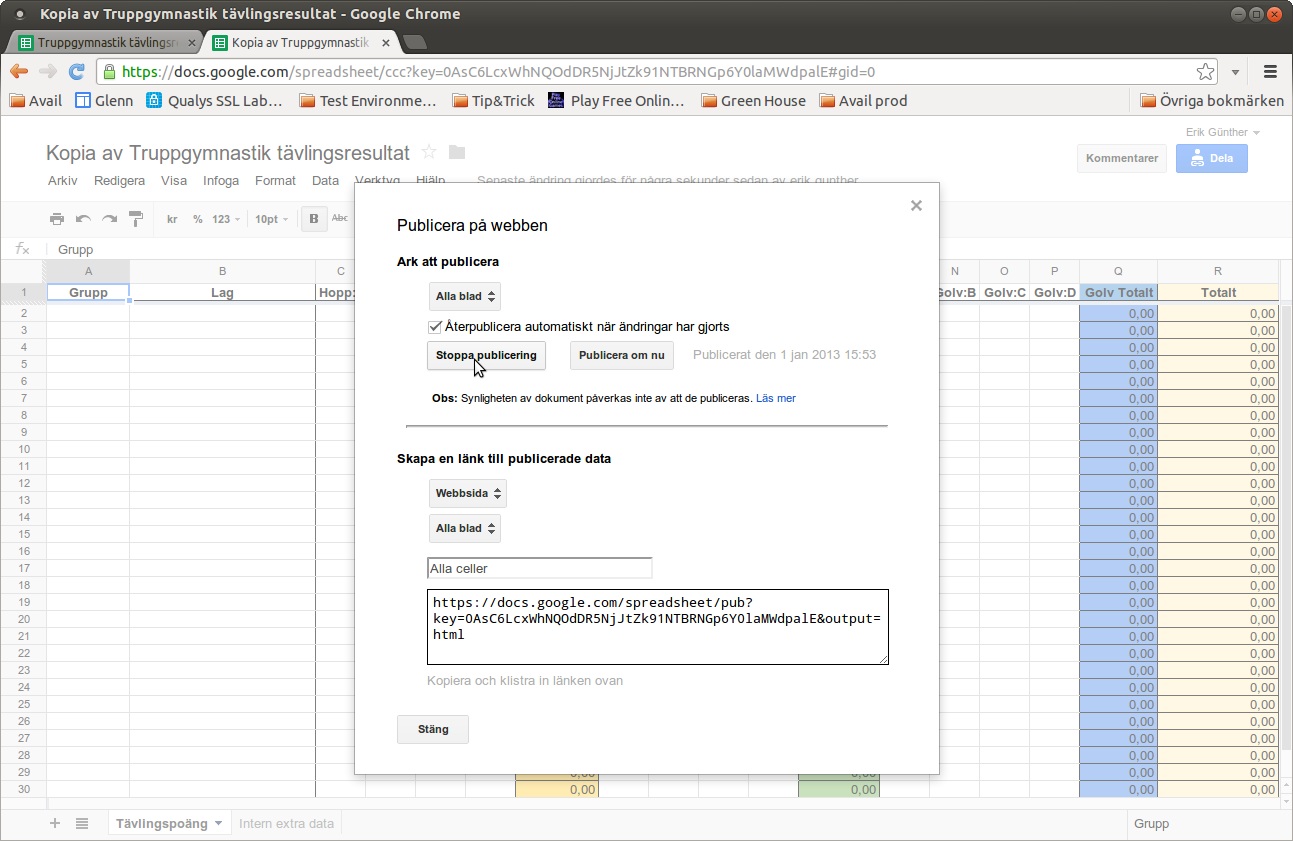 Kopia av Truppgymnastik tävlingsresultat - Google Chrome
Truppgymnastik tävlingsr
Kopia av Truppgymnastik
https://docs.google.com/spreadsheet/ccc?key=0AsC6LcxWhNQOdDR5NjJtZk91NTBRNGp6Y0laMWdpalE#gid=0
Avail Glenn Qualys SSL Lab… Test Environme… Tip&Trick Play Free Onlin… Green House Avail prod Övriga bokmärken
Erik Günther
Kopia av Truppgymnastik tävlingsresultat
Kommentarer Dela
Arkiv Redigera Visa Infoga Format Data Verktyg Hjälp Senaste ändring gjordes för några sekunder sedan av erik.gunther
kr % 123 10pt B Abc
fx Grupp
A B C N O P Q R
1 Grupp Lag Hopp: Golv:B Golv:C Golv:D Golv Totalt Totalt
Publicera på webben
Ark att publicera
Alla blad
Återpublicera automatiskt när ändringar har gjorts
Stoppa publicering Publicera om nu Publicerat den 1 jan 2013 15:53
Obs: Synligheten av dokument påverkas inte av att de publiceras. Läs mer
Skapa en länk till publicerade data
Webbsida
Alla blad
Alla celler
https://docs.google.com/spreadsheet/pub?
key=0AsC6LcxWhNQOdDR5NjJtZk91NTBRNGp6Y0laMWdpalE&output=
html
Kopiera och klistra in länken ovan
Stäng
2 0,00 0,00
3 0,00 0,00
4 0,00 0,00
5 0,00 0,00
6 0,00 0,00
7 0,00 0,00
8 0,00 0,00
9 0,00 0,00
10 0,00 0,00
11 0,00 0,00
12 0,00 0,00
13 0,00 0,00
14 0,00 0,00
15 0,00 0,00
16 0,00 0,00
17 0,00 0,00
18 0,00 0,00
19 0,00 0,00
20 0,00 0,00
21 0,00 0,00
22 0,00 0,00
23 0,00 0,00
24 0,00 0,00
25 0,00 0,00
26 0,00 0,00
27 0,00 0,00
28 0,00 0,00
29 0,00 0,00 0,00 0,00
30 0,00 0,00 0,00 0,00
Tävlingspoäng Intern extra data Grupp